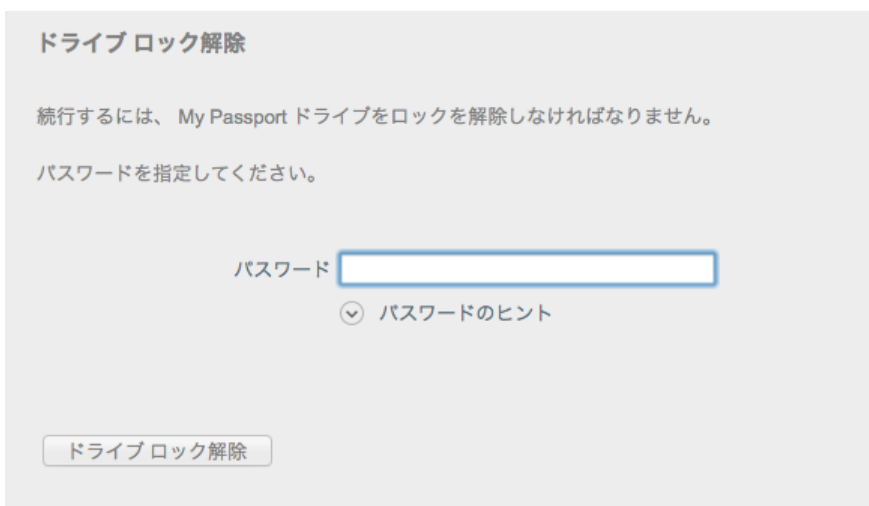 ドライブ ロック解除
続行するには、 My Passport ドライブをロックを解除しなければなりません。
パスワードを指定してください。
パスワード
パスワードのヒント
ドライブ ロック解除